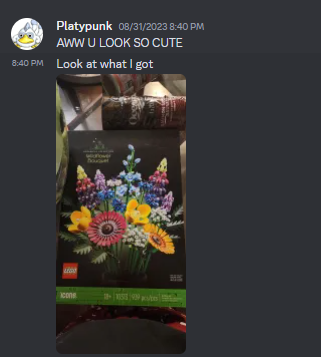 Platypunk 08/31/2023 8:40 PM
AWW U LOOK SO CUTE
8:40 PM Look at what I got
LEGO
icons